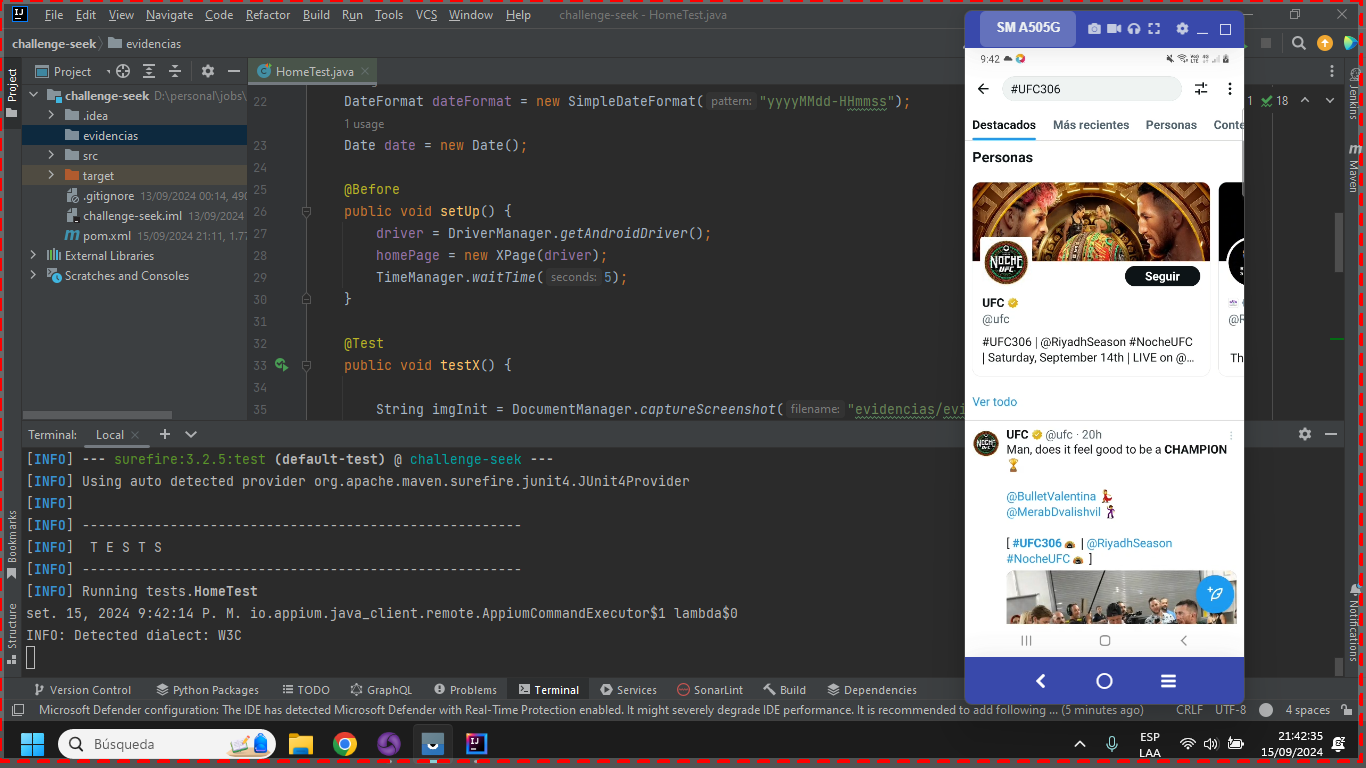 File Edit View Navigate Code Refactor Build Run Tools VCS Window Help challenge-seek - HomeTest.java
challenge-seek evidencias
Project
HomeTest.java
challenge-seek D:\personal\jobs\
.idea
evidencias
src
target
.gitignore 13/09/2024 00:14, 490
challenge-seek.iml 13/09/2024
pom.xml 15/09/2024 21:11, 1.77
External Libraries
Scratches and Consoles
22 DateFormat dateFormat = new SimpleDateFormat( pattern: "yyyyMMdd-HHmmss");
1 usage
23 Date date = new Date();
24
25 @Before
26 public void setUp() {
27 driver = DriverManager.getAndroidDriver();
28 homePage = new XPage(driver);
29 TimeManager.waitTime( seconds: 5);
30 }
31
32 @Test
33 public void testX() {
34
35 String imgInit = DocumentManager.captureScreenshot( filename: "evidencias/evi
1 18
Project
Bookmarks
Structure
Jenkins
Maven
Notifications
Terminal: Local
[INFO] --- surefire:3.2.5:test (default-test) @ challenge-seek ---
[INFO] Using auto detected provider org.apache.maven.surefire.junit4.JUnit4Provider
[INFO]
[INFO] -------------------------------------------------------
[INFO] T E S T S
[INFO] -------------------------------------------------------
[INFO] Running tests.HomeTest
set. 15, 2024 9:42:14 P. M. io.appium.java_client.remote.AppiumCommandExecutor$1 lambda$0
INFO: Detected dialect: W3C
SM A505G
9:42
#UFC306
Destacados Más recientes Personas Conte
Personas
NOCHE
UFC
Seguir
UFC
@ufc
#UFC306 | @RiyadhSeason #NocheUFC
| Saturday, September 14th | LIVE on @...
@R
Th
Ver todo
UFC @ufc · 20h
Man, does it feel good to be a CHAMPION
🏆
@BulletValentina 💃
@MerabDvalishvil 🕺
[ #UFC306 | @RiyadhSeason
#NocheUFC ]
Version Control Python Packages TODO GraphQL Problems Terminal Services SonarLint Build Dependencies
Microsoft Defender configuration: The IDE has detected Microsoft Defender with Real-Time Protection enabled. It might severely degrade IDE performance. It is recommended to add following ... (5 minutes ago) CRLF UTF-8 4 spaces
Búsqueda
ESP
LAA
21:42:35
15/09/2024